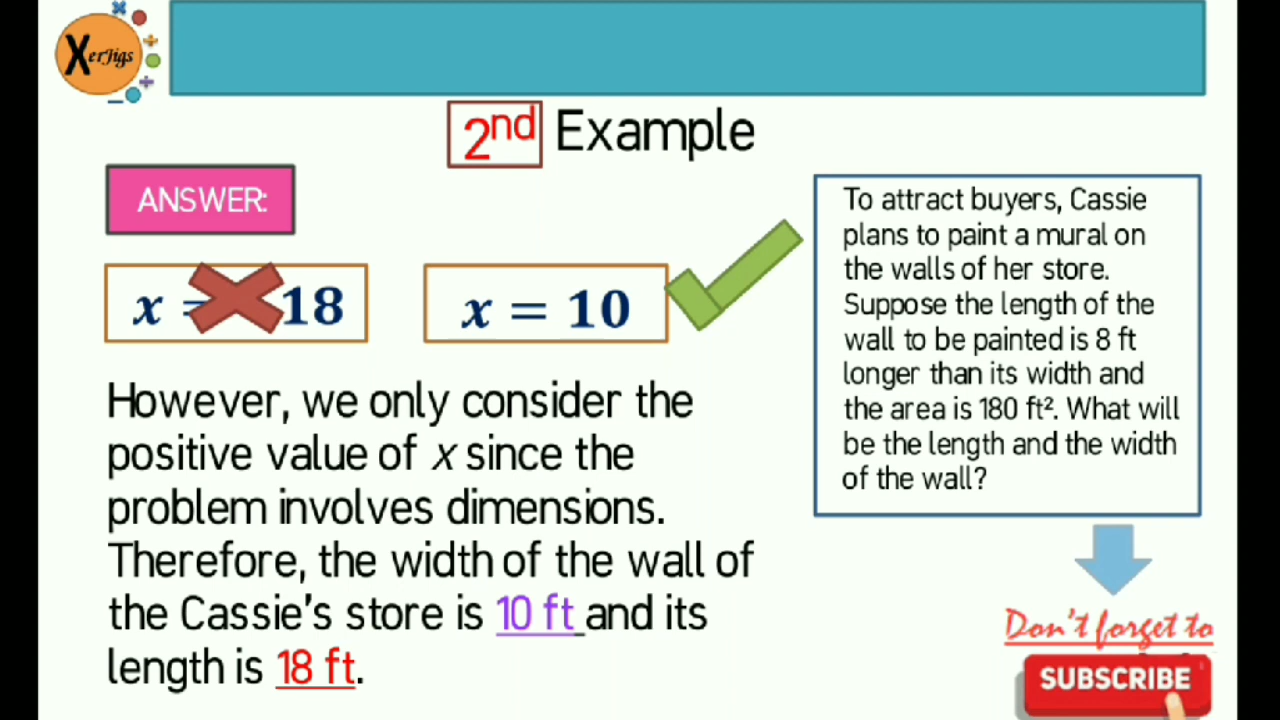 Xerjigs
2nd Example
ANSWER:
x = 18
x = 10
To attract buyers, Cassie
plans to paint a mural on
the walls of her store.
Suppose the length of the
wall to be painted is 8 ft
longer than its width and
the area is 180 ft². What will
be the length and the width
of the wall?
However, we only consider the
positive value of x since the
problem involves dimensions.
Therefore, the width of the wall of
the Cassie's store is 10 ft and its
length is 18 ft.
Don't forget to
SUBSCRIBE